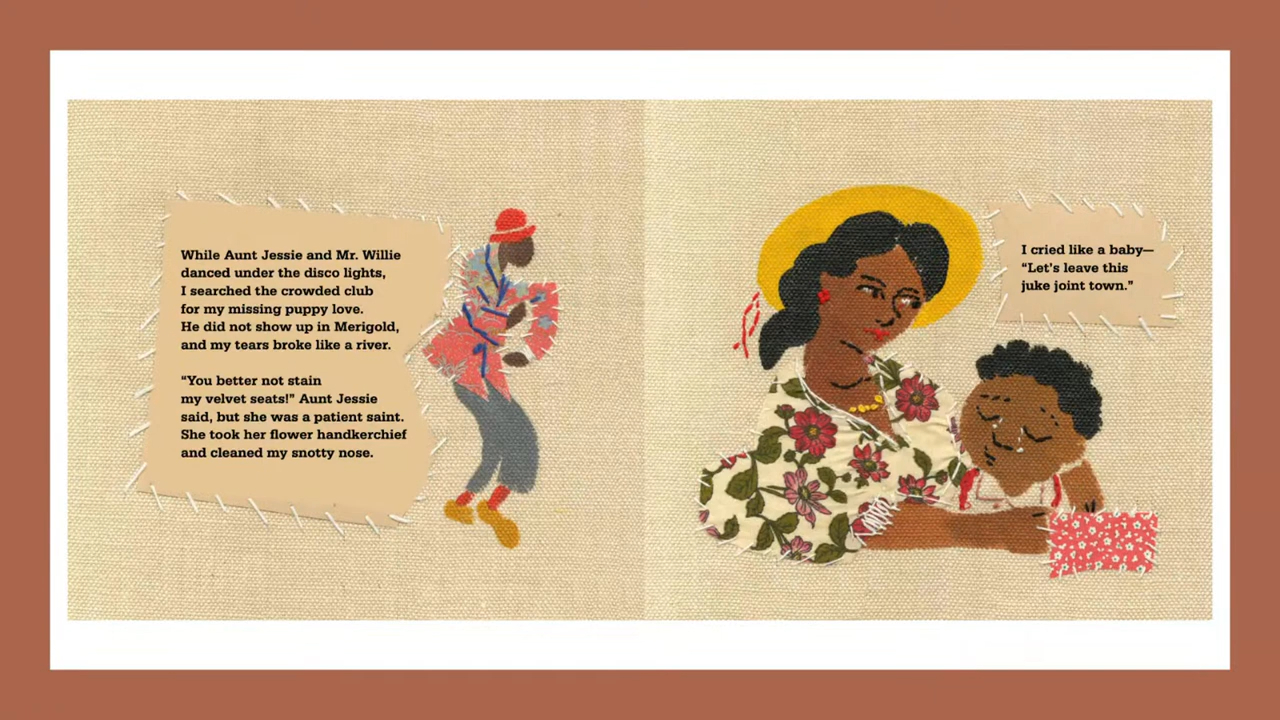 While Aunt Jessie and Mr. Willie
danced under the disco lights,
I searched the crowded club
for my missing puppy love.
He did not show up in Merigold,
and my tears broke like a river.
“You better not stain
my velvet seats!” Aunt Jessie
said, but she was a patient saint.
She took her flower handkerchief
and cleaned my snotty nose.
I cried like a baby—
“Let’s leave this
juke joint town.”